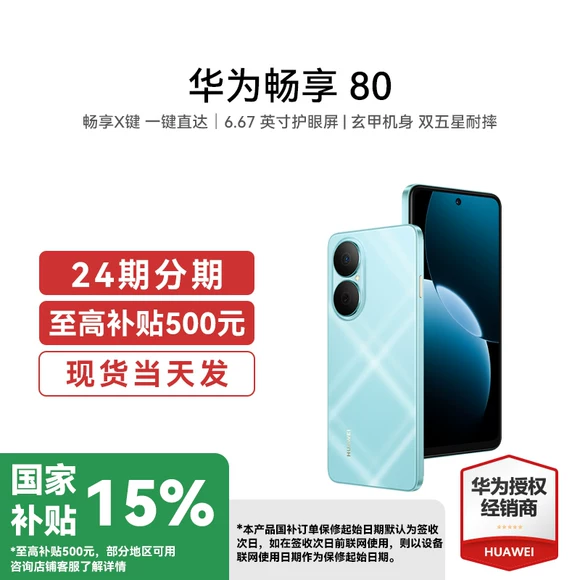 华为畅享 80
畅享X键 一键直达｜6.67 英寸护眼屏 | 玄甲机身 双五星耐摔
24期分期
至高补贴500元
现货当天发
国家
补贴
15%
*至高补贴500元，部分地区可用
咨询店铺客服了解详情
*本产品国补订单保修起始日期默认为签收
次日，如在签收次日前联网使用，则以设备
联网使用日期作为保修起始日期。
华为授权
经销商
HUAWEI
HUAWEI